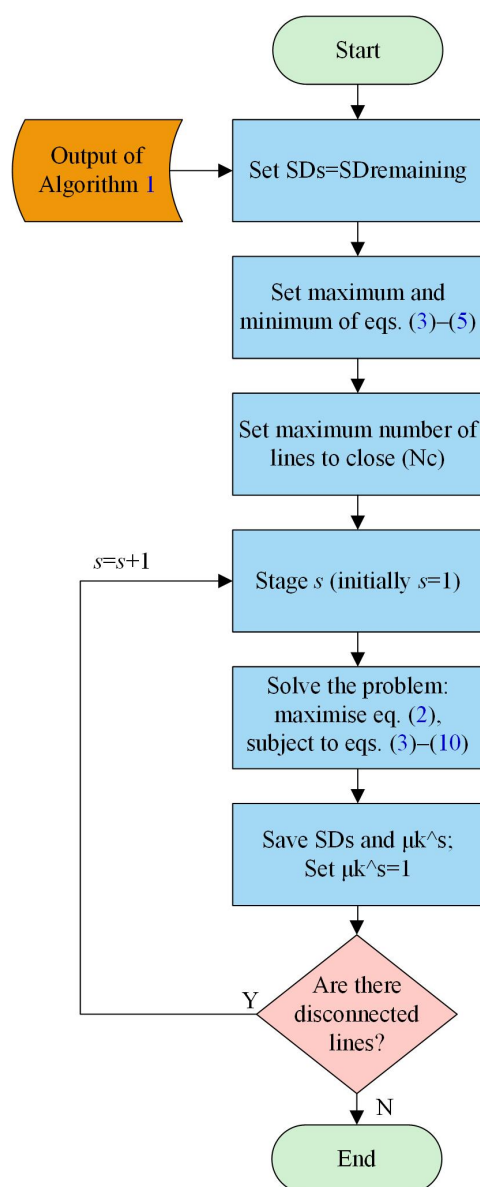 Start
Output of
Algorithm 1
Set SDs=SDremaining
Set maximum and
minimum of eqs. (3)–(5)
Set maximum number of
lines to close (Nc)
s=s+1
Stage s (initially s=1)
Solve the problem:
maximise eq. (2),
subject to eqs. (3)–(10)
Save SDs and μk^s;
Set μk^s=1
Are there
disconnected
lines?
Y
N
End